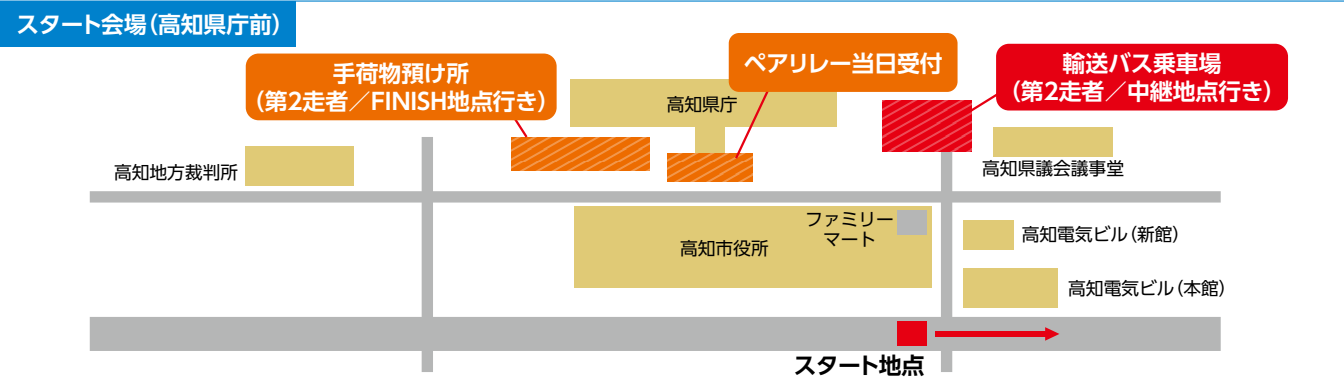 スタート会場(高知県庁前)
手荷物預け所
(第2走者/FINISH地点行き)
高知県庁
ペアリレー当日受付
輸送バス乗車場
(第2走者/中継地点行き)
高知地方裁判所
高知県議会議事堂
高知市役所
ファミリー
マート
高知電気ビル(新館)
高知電気ビル(本館)
スタート地点